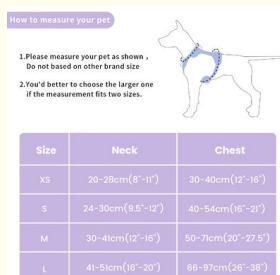 How to measure your pet
1.Please measure your pet as shown ,
Do not based on other brand size
2.You'd better to choose the larger one
if the measurement fits two sizes.
Size Neck Chest
XS 20-28cm(8"-11") 30-40cm(12"-16")
S 24-30cm(9.5"-12") 40-54cm(16"-21")
M 30-41cm(12"-16") 50-71cm(20"-27.5")
L 41-51cm(16"-20") 66-97cm(26"-38")